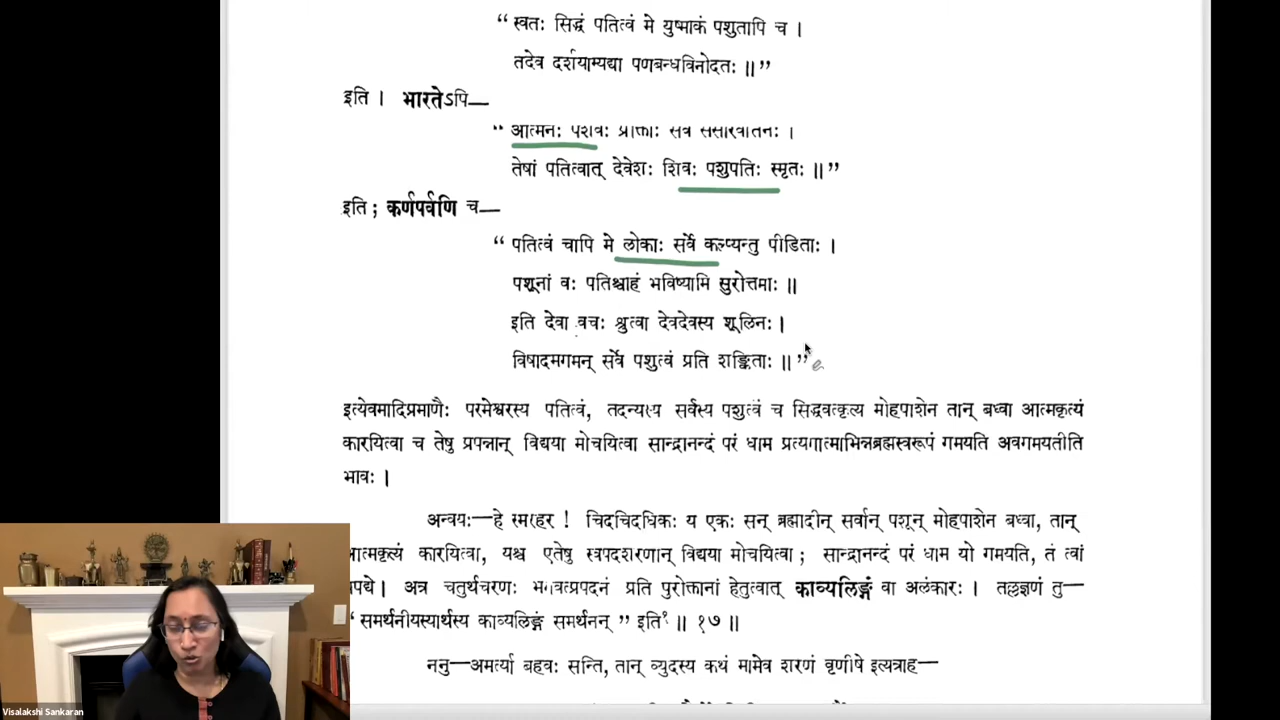 “ स्वतः सिद्धं पतित्वं मे युष्माकं पशुतापि च ।
तदेव दर्शयाम्यद्या पणबन्धविनोदतः ॥ ”
इति । भारतेऽपि—
“ आत्मनः पशवः प्रोक्ताः सर्वे संसारवर्तिनः ।
तेषां पतित्वात् देवेशः शिवः पशुपतिः स्मृतः ॥ ”
इति ; कर्णपर्वणि च—
“ पतित्वं चापि मे लोकाः सर्वे कल्प्यन्तु पीडिताः ।
पशूनां वः पतिश्चाहं भविष्यामि सुरोत्तमाः ॥
इति देवा वचः श्रुत्वा देवदेवस्य शूलिनः ।
विषादमगमन् सर्वे पशुत्वं प्रति शङ्किताः ॥ ”
इत्येवमादिप्रमाणैः परमेश्वरस्य पतित्वं, तदन्यस्य सर्वस्य पशुत्वं च सिद्धवत्कृत्य मोहपाशेन तान् बध्वा आत्मकृत्यं
कारयित्वा च तेषु प्रपन्नान् विद्यया मोचयित्वा सान्द्रानन्दं परं धाम प्रत्यगात्माभिन्नब्रह्मस्वरूपं गमयति अवगमयतीति
भावः ।
अन्वयः—हे स्मरहर ! चिदचिदधिकः य एकः सन् ब्रह्मादीन् सर्वान् पशून् मोहपाशेन बध्वा, तान्
आत्मकृत्यं कारयित्वा, यश्च एतेषु स्वपदशरणान् विद्यया मोचयित्वा ; सान्द्रानन्दं परं धाम यो गमयति, तं त्वां
पद्ये । अत्र चतुर्थचरणः भगवत्प्रपदनं प्रति पुरोक्तानां हेतुत्वात् काव्यलिङ्गं वा अलंकारः । तल्लक्षणं तु—
‘ समर्थनीयस्यार्थस्य काव्यलिङ्गं समर्थनन् ” इति ॥ १७ ॥
ननु—अमर्त्या बहवः सन्ति, तान् व्युदस्य कथं मामेव शरणं वृणीषे इत्यत्राह—
Visalakshi Sankaran